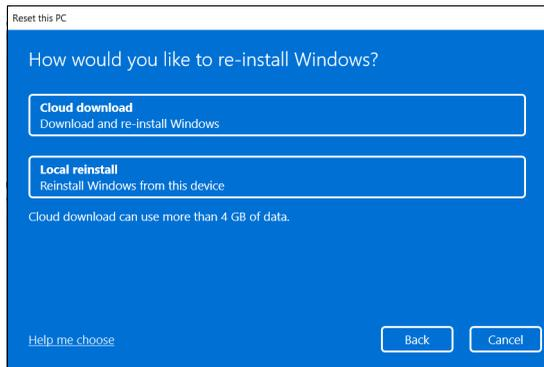 Reset this PC
How would you like to re-install Windows?
Cloud download
Download and re-install Windows
Local reinstall
Reinstall Windows from this device
Cloud download can use more than 4 GB of data.
Help me choose
Back
Cancel